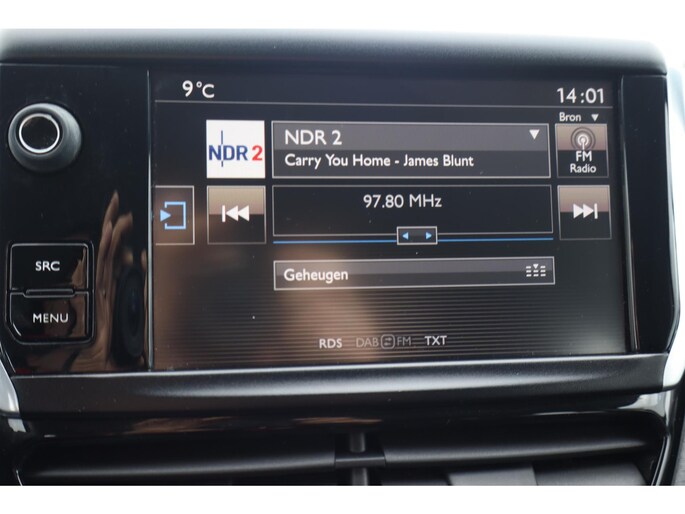 9°C
14:01
Bron
NDR 2
NDR 2
Carry You Home - James Blunt
FM
Radio
97.80 MHz
SRC
Geheugen
MENU
RDS DAB FM TXT